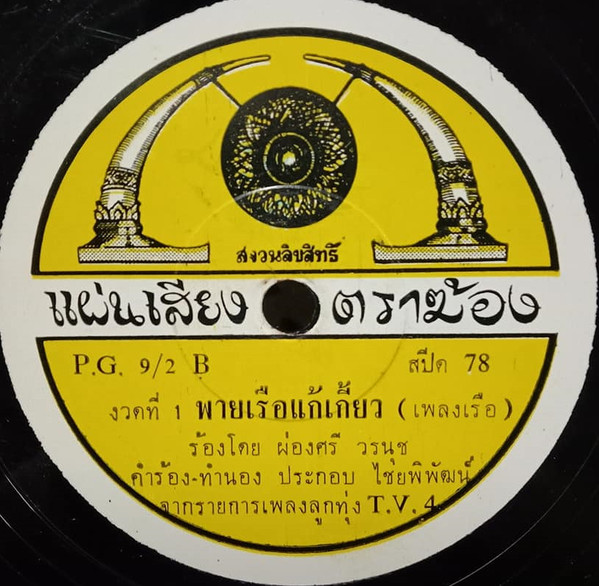 สงวนลิขสิทธิ์
แผ่นเสียง ตราฆ้อง
P.G. 9/2 B สปีด 78
งวดที่ 1 พายเรือแก้เกี้ยว (เพลงเรือ)
ร้องโดย ผ่องศรี วรนุช
คำร้อง-ทำนอง ประกอบ ไชยพิพัฒน์
จากรายการเพลงลูกทุ่ง T.V. 4